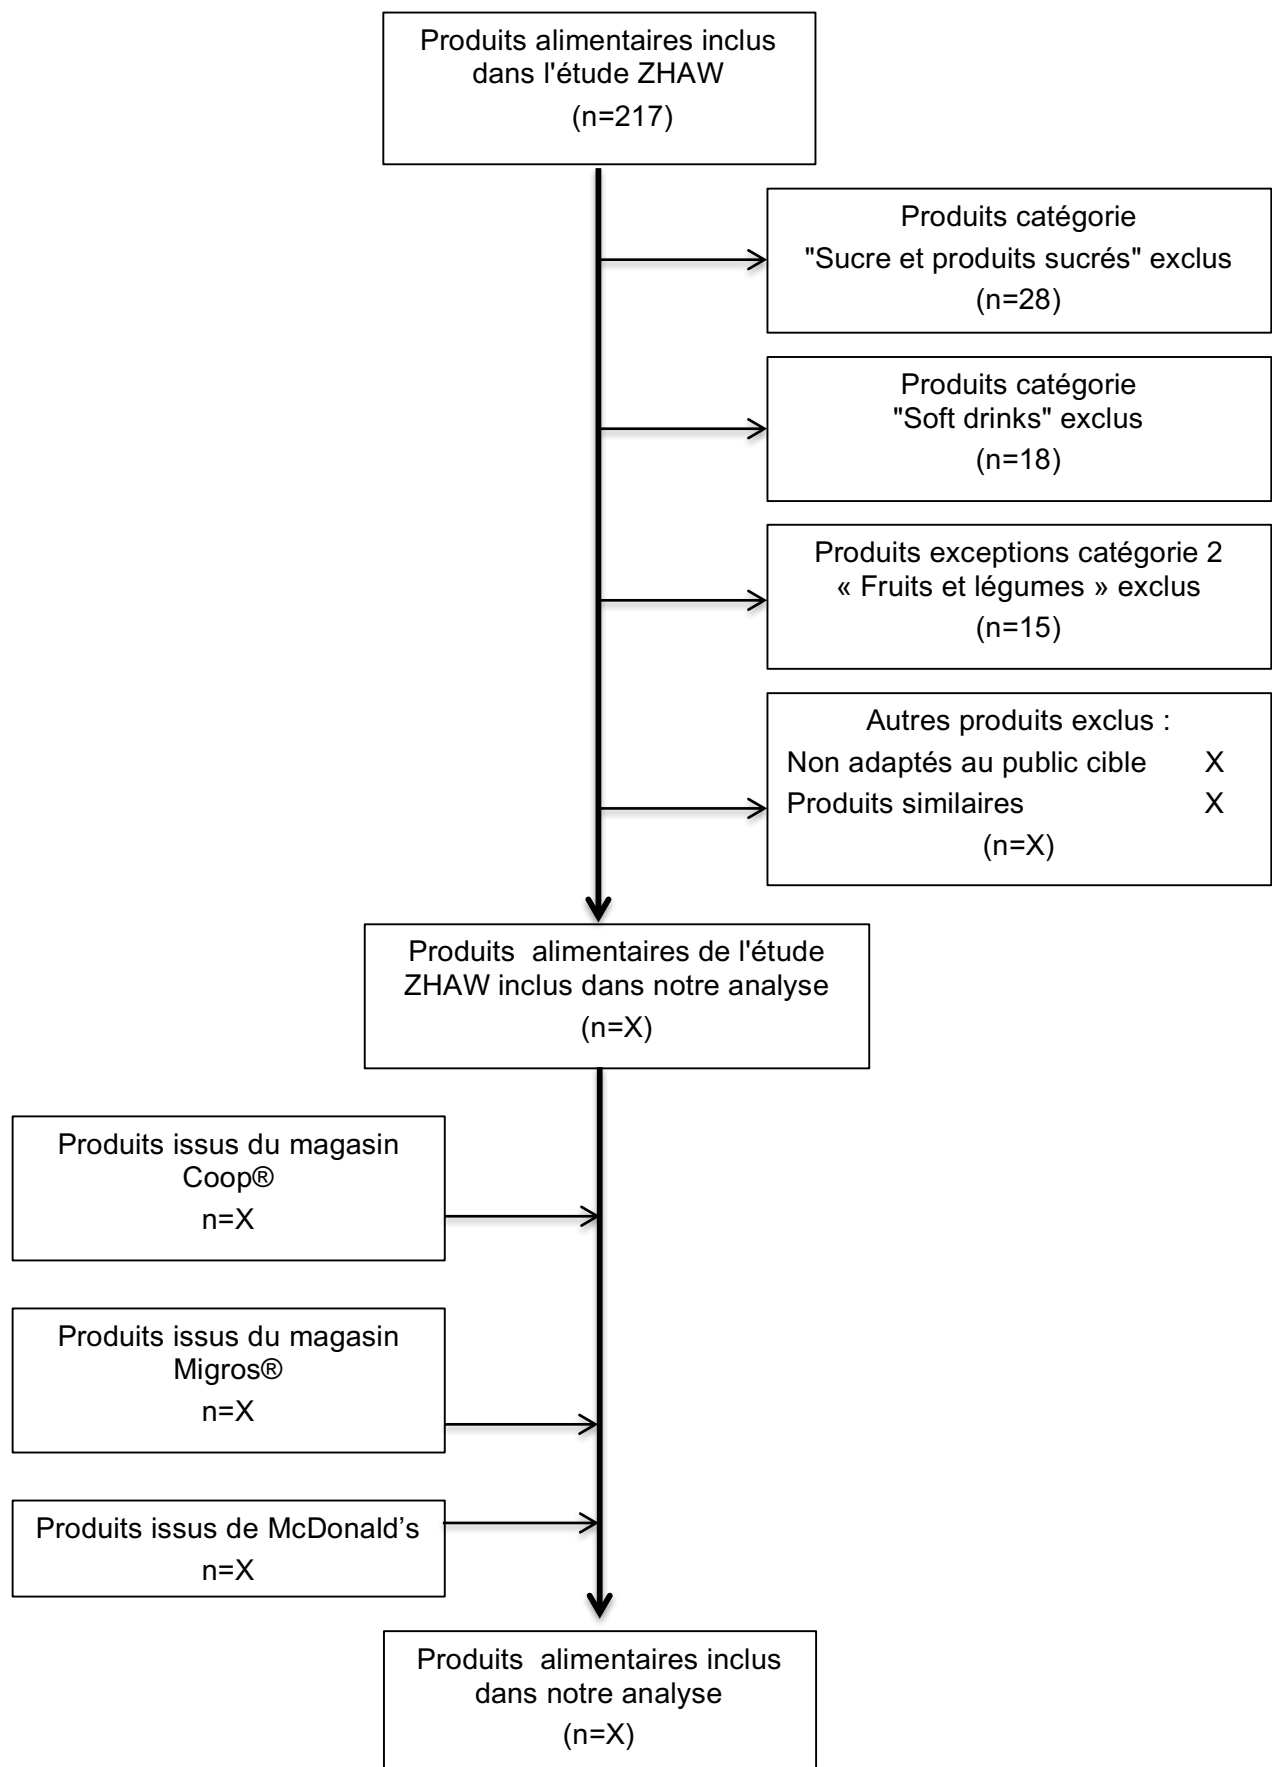 Produits alimentaires inclus
dans l'étude ZHAW
(n=217)
Produits catégorie
"Sucre et produits sucrés" exclus
(n=28)
Produits catégorie
"Soft drinks" exclus
(n=18)
Produits exceptions catégorie 2
« Fruits et légumes » exclus
(n=15)
Autres produits exclus :
Non adaptés au public cible X
Produits similaires X
(n=X)
Produits alimentaires de l'étude
ZHAW inclus dans notre analyse
(n=X)
Produits issus du magasin
Coop®
n=X
Produits issus du magasin
Migros®
n=X
Produits issus de McDonald’s
n=X
Produits alimentaires inclus
dans notre analyse
(n=X)